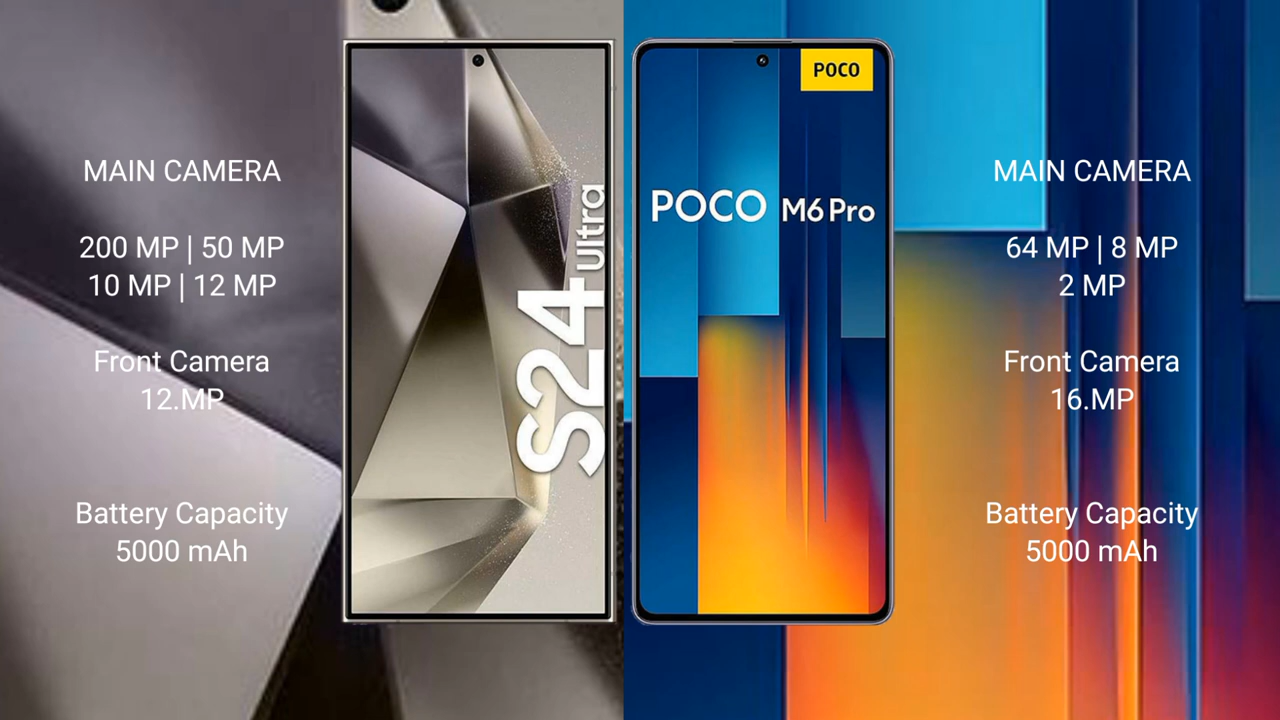 MAIN CAMERA
200 MP | 50 MP
10 MP | 12 MP
Front Camera
12.MP
Battery Capacity
5000 mAh
S24 Ultra
POCO
POCO M6 Pro
MAIN CAMERA
64 MP | 8 MP
2 MP
Front Camera
16.MP
Battery Capacity
5000 mAh